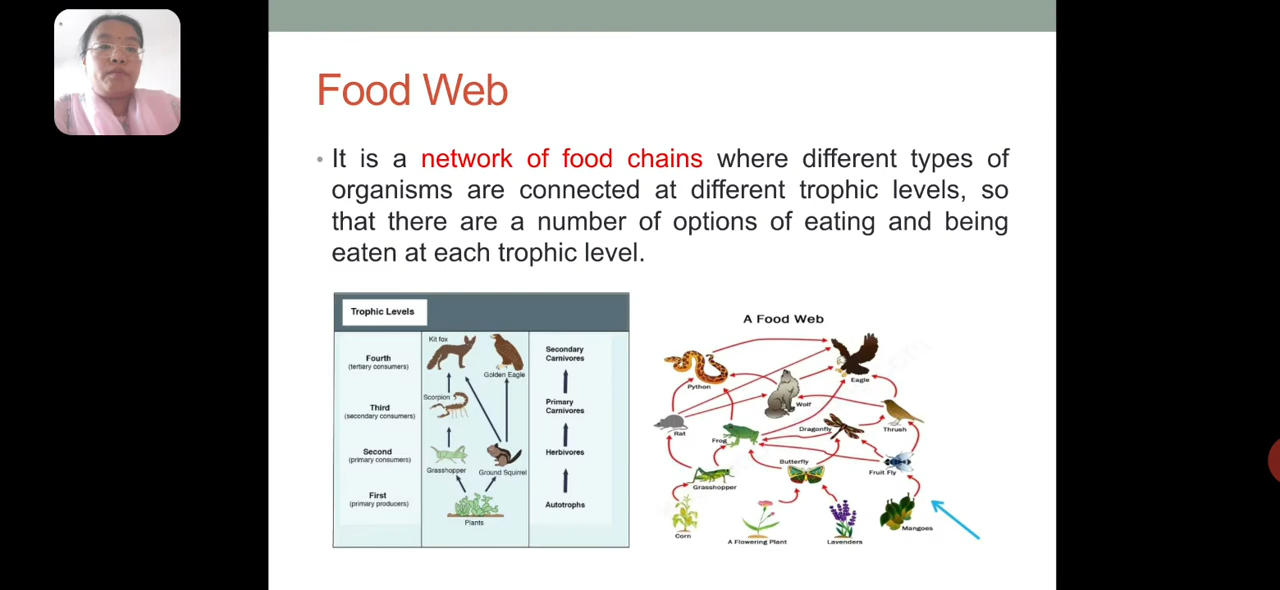 Food Web
• It is a network of food chains where different types of
organisms are connected at different trophic levels, so
that there are a number of options of eating and being
eaten at each trophic level.
Trophic Levels
Fourth
(tertiary consumers)
Third
(secondary consumers)
Second
(primary consumers)
First
(primary producers)
Kit fox
Golden Eagle
Scorpion
Grasshopper
Ground Squirrel
Plants
Secondary
Carnivores
Primary
Carnivores
Herbivores
Autotrophs
A Food Web
Python
Eagle
Wolf
Rat
Frog
Dragonfly
Thrush
Grasshopper
Butterfly
Fruit Fly
Corn
A Flowering Plant
Lavenders
Mangoes